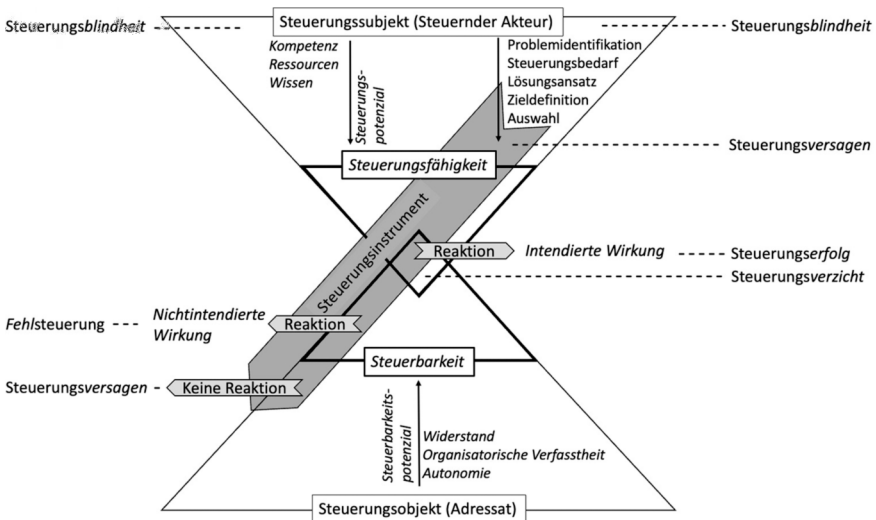 Steuerungssubjekt (Steuernder Akteur)
Steuerungsblindheit
Steuerungsblindheit
Kompetenz
Ressourcen
Wissen
Steuerungs-
potenzial
Problemidentifikation
Steuerungsbedarf
Lösungsansatz
Zieldefinition
Auswahl
Steuerungsversagen
Steuerungsfähigkeit
Steuerungsinstrument
Reaktion
Intendierte Wirkung
Steuerungserfolg
Steuerungsverzicht
Fehlsteuerung
Nichtintendierte
Wirkung
Reaktion
Steuerbarkeit
Steuerungsversagen
Keine Reaktion
Steuerbarkeits-
potenzial
Widerstand
Organisatorische Verfasstheit
Autonomie
Steuerungsobjekt (Adressat)